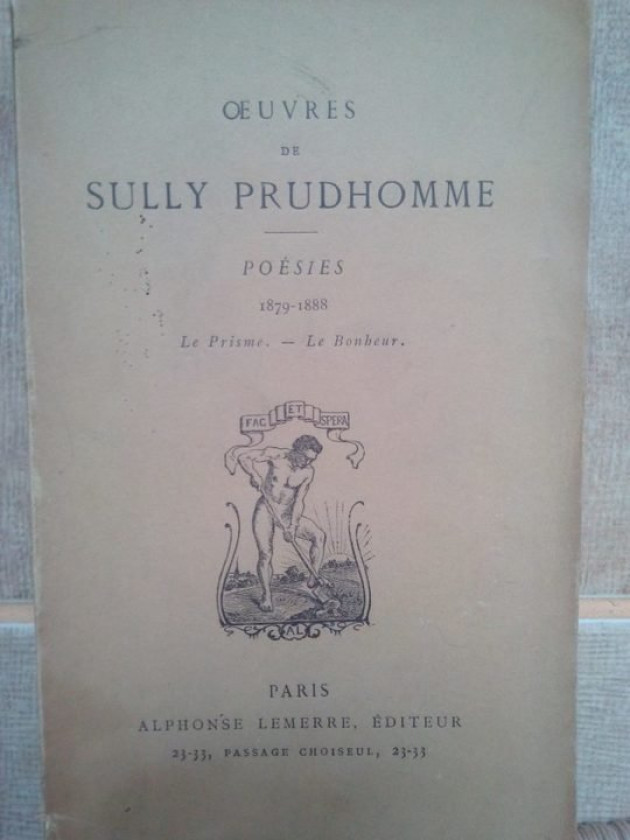 ŒUVRES
DE
SULLY PRUDHOMME
POÉSIES
1879-1888
Le Prisme. — Le Bonheur.
FAC ET SPERA
AL
PARIS
ALPHONSE LEMERRE, ÉDITEUR
23-33, PASSAGE CHOISEUL, 23-33